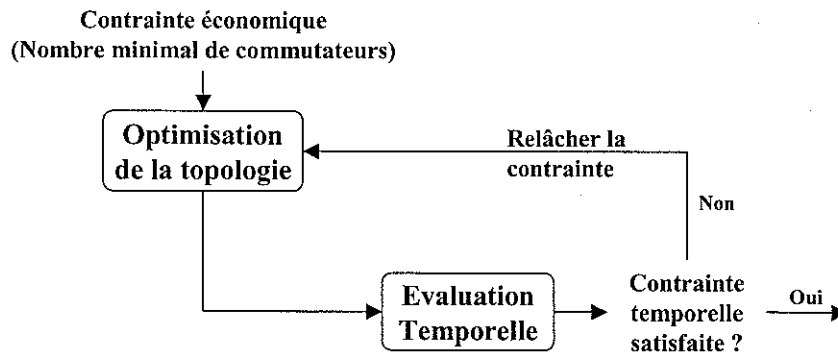 Contrainte économique
(Nombre minimal de commutateurs)
Optimisation
de la topologie
Relâcher la
contrainte
Non
Evaluation
Temporelle
Contrainte
temporelle
satisfaite ?
Oui